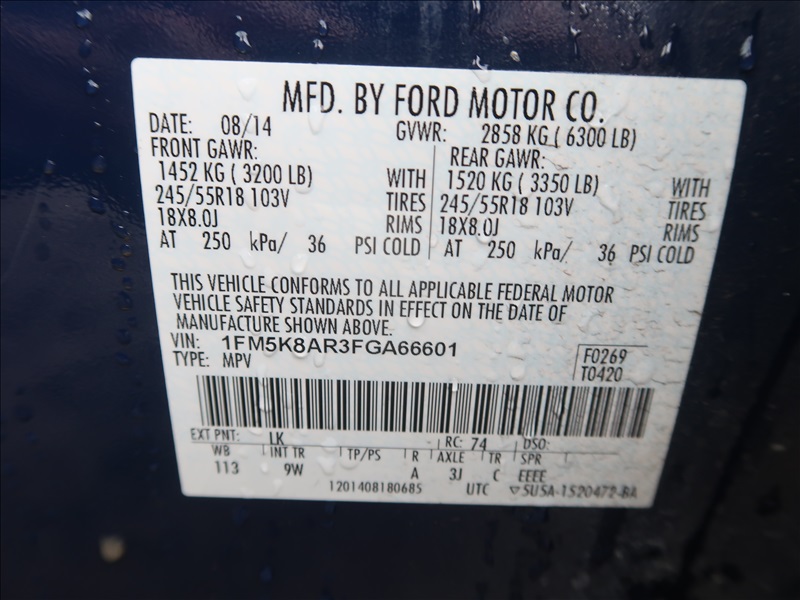 MFD. BY FORD MOTOR CO.
DATE: 08/14 GVWR: 2858 KG ( 6300 LB)
FRONT GAWR: REAR GAWR:
1452 KG ( 3200 LB) WITH 1520 KG ( 3350 LB) WITH
245/55R18 103V TIRES 245/55R18 103V TIRES
18X8.0J RIMS 18X8.0J RIMS
AT 250 kPa/ 36 PSI COLD AT 250 kPa/ 36 PSI COLD
THIS VEHICLE CONFORMS TO ALL APPLICABLE FEDERAL MOTOR
VEHICLE SAFETY STANDARDS IN EFFECT ON THE DATE OF
MANUFACTURE SHOWN ABOVE.
VIN: 1FM5K8AR3FGA66601
TYPE: MPV
F0269
T0420
EXT PNT: LK RC: 74 DSO:
WB INT TR TP/PS R AXLE TR SPR
113 9W A 3J C EEEE
1201408180685 UTC ▽5U5A-1520472-BA